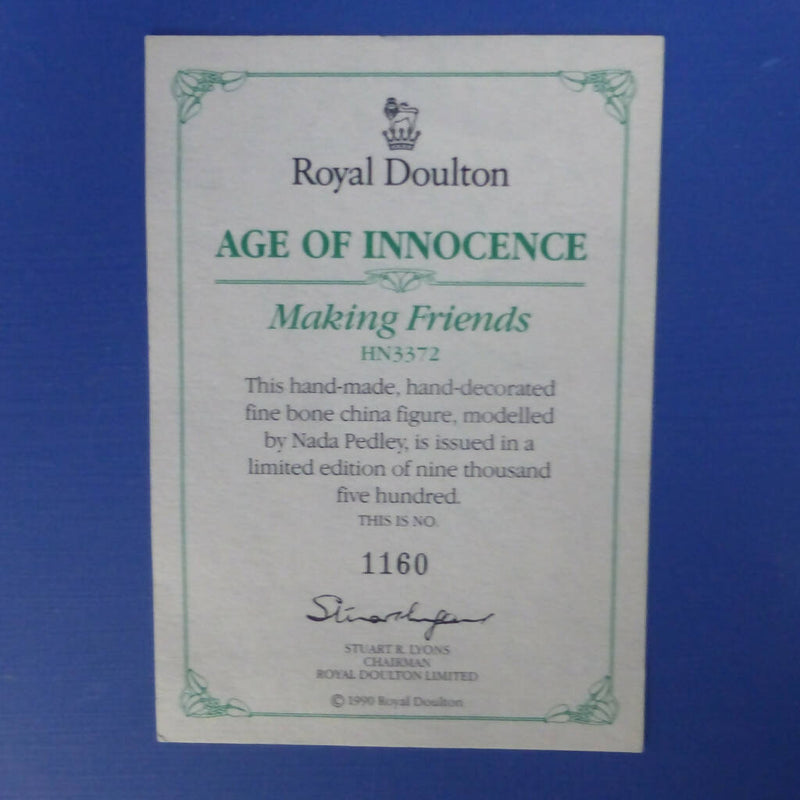 Royal Doulton
AGE OF INNOCENCE
Making Friends
HN3372
This hand-made, hand-decorated
fine bone china figure, modelled
by Nada Pedley, is issued in a
limited edition of nine thousand
five hundred.
THIS IS NO.
1160
Stuart Lyons
STUART R. LYONS
CHAIRMAN
ROYAL DOULTON LIMITED
© 1990 Royal Doulton